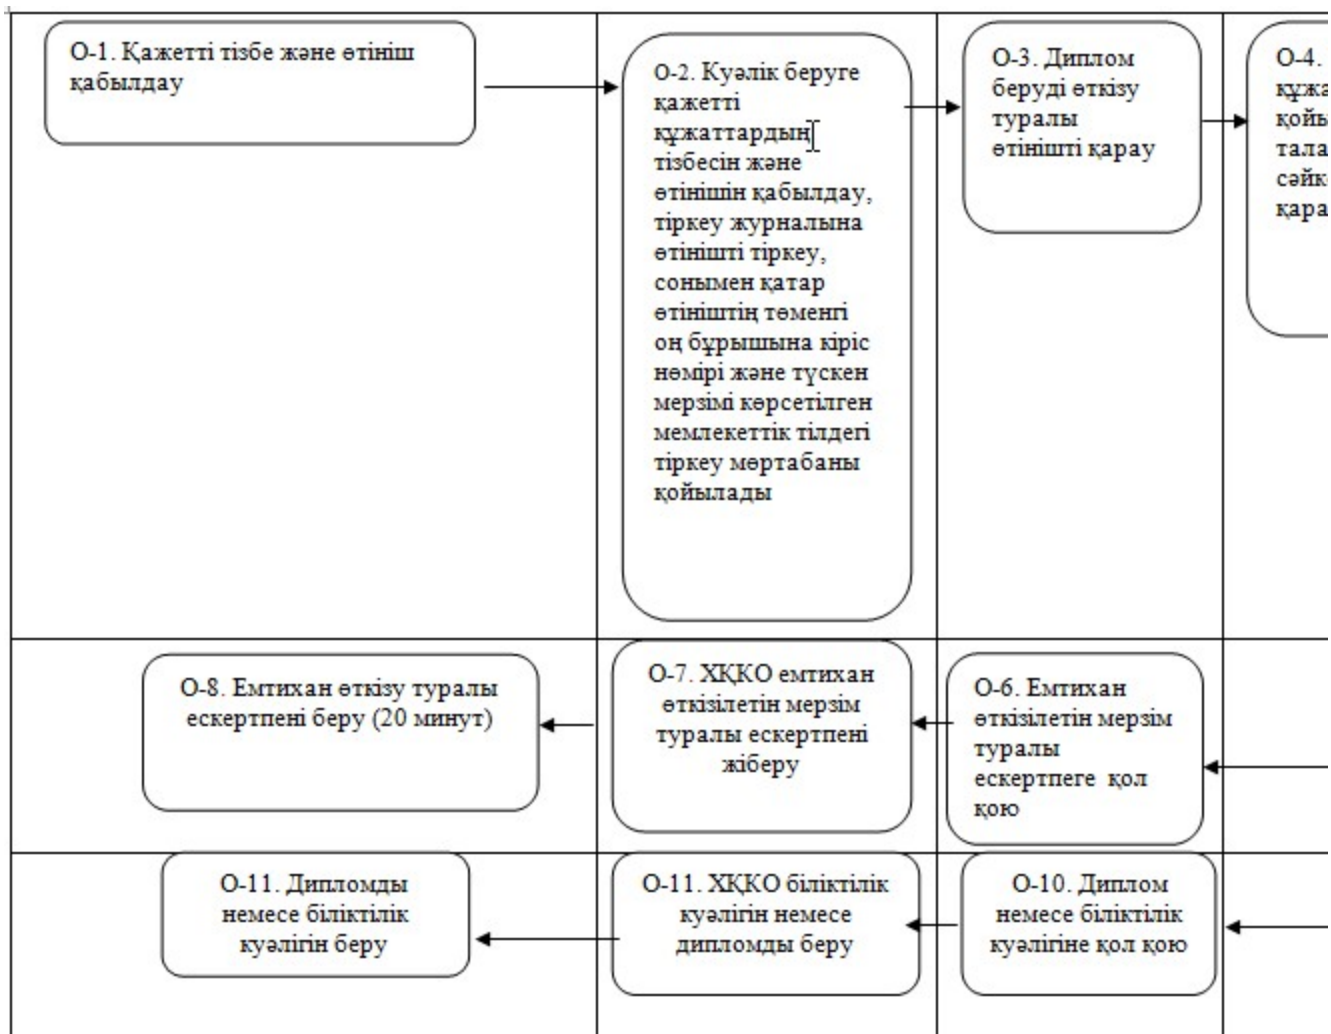 О-1. Қажетті тізбе және өтініш
қабылдау
О-2. Куәлік беруге
қажетті
құжаттардың
тізбесін және
өтінішін қабылдау,
тіркеу журналына
өтінішті тіркеу,
сонымен қатар
өтініштің төменгі
оң бұрышына кіріс
нөмірі және түскен
мерзімі көрсетілген
мемлекеттік тілдегі
тіркеу мөртабаны
қойылады
О-3. Диплом
беруді өткізу
туралы
өтінішті қарау
О-4.
О-8. Емтихан өткізу туралы
ескертпені беру (20 минут)
О-7. ХҚКО емтихан
өткізілетін мерзім
туралы ескертпені
жіберу
О-6. Емтихан
өткізілетін мерзім
туралы
ескертпеге қол
қою
О-11. Дипломды
немесе біліктілік
куәлігін беру
О-11. ХҚКО біліктілік
куәлігін немесе
дипломды беру
О-10. Диплом
немесе біліктілік
куәлігіне қол қою